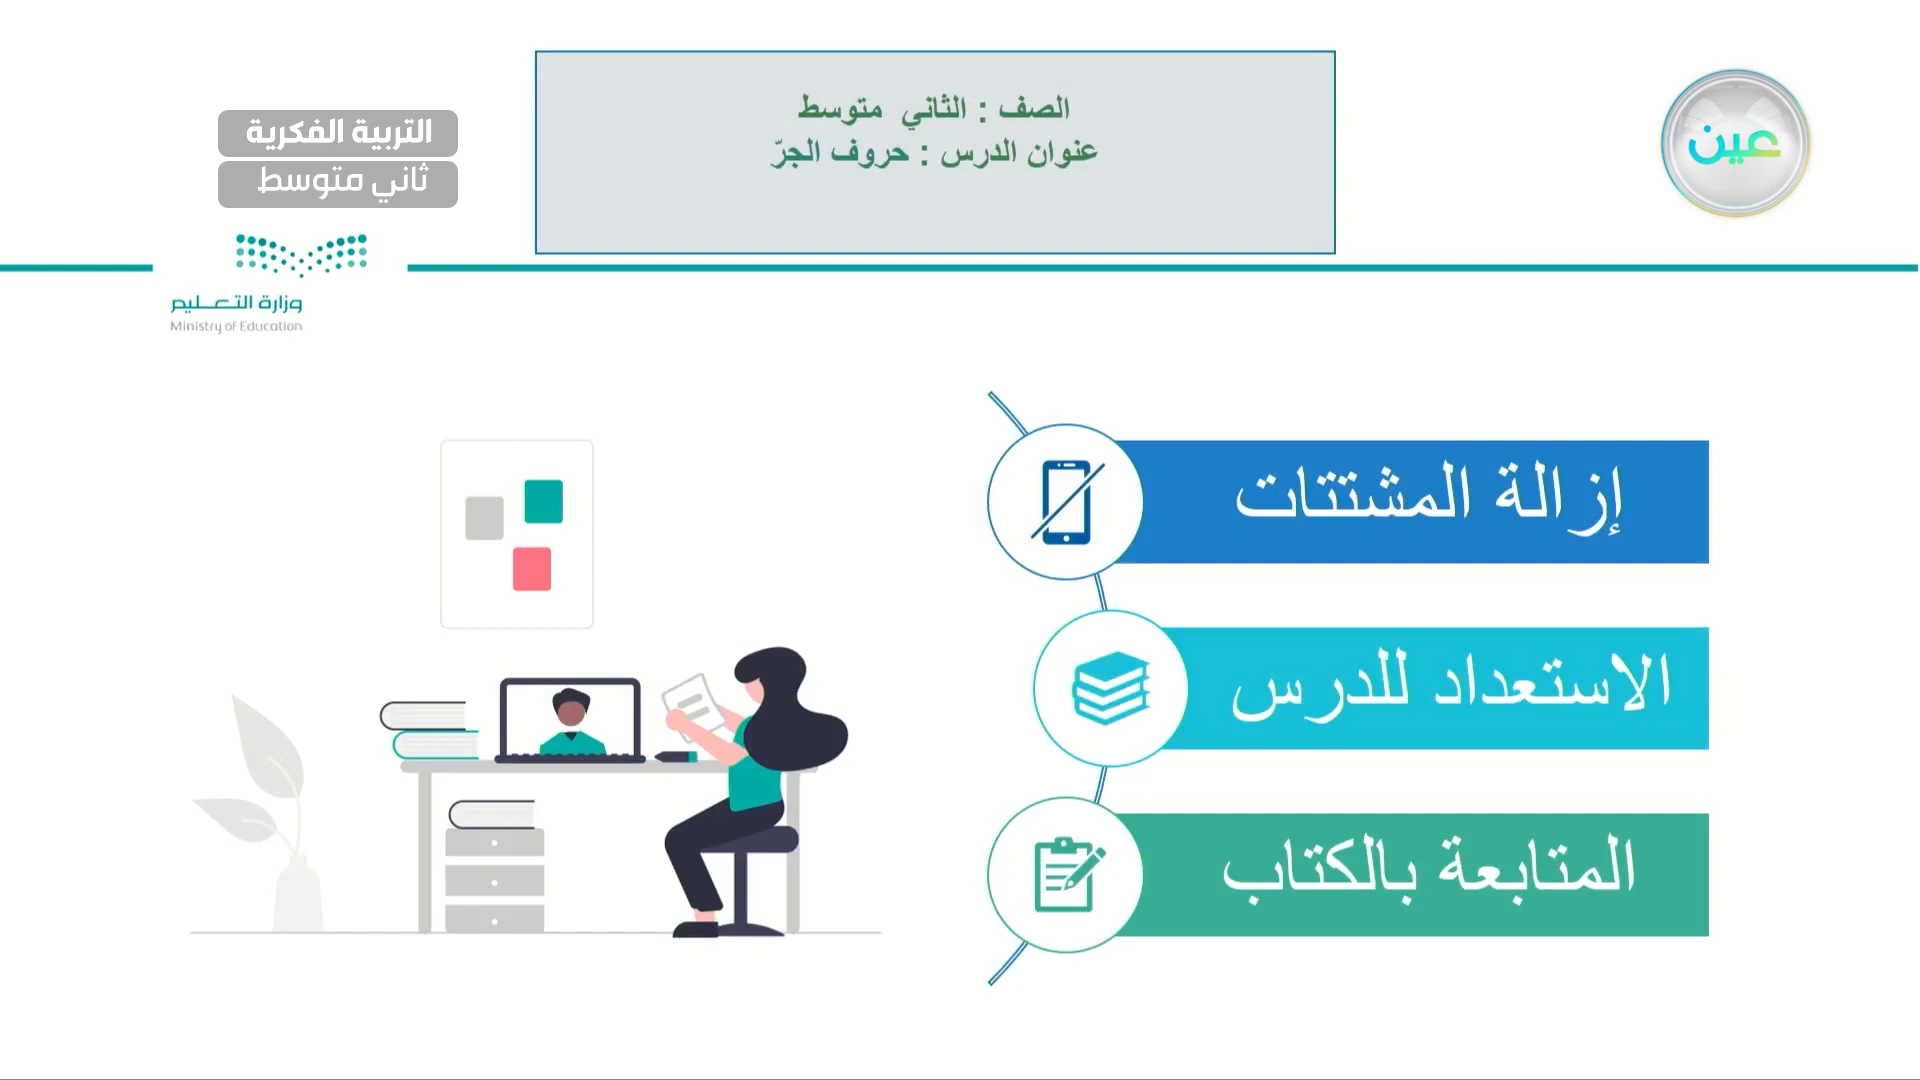 الصف : الثاني متوسط
عنوان الدرس : حروف الجرّ
عين
التربية الفكرية
ثاني متوسط
وزارة التعليم
Ministry of Education
إزالة المشتتات
الاستعداد للدرس
المتابعة بالكتاب